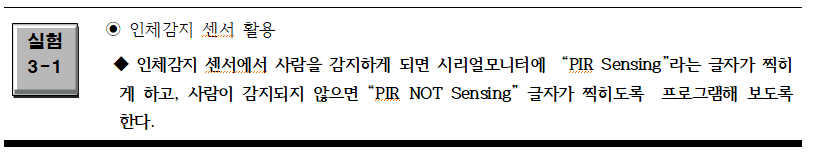 실험
3-1
◉ 인체감지 센서 활용
◆ 인체감지 센서에서 사람을 감지하게 되면 시리얼모니터에 “PIR Sensing”라는 글자가 찍히
게 하고, 사람이 감지되지 않으면 “PIR NOT Sensing” 글자가 찍히도록 프로그램해 보도록
한다.